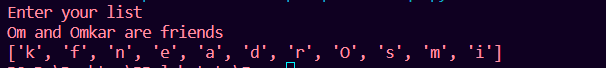 Enter your list
Om and Omkar are friends
['k', 'f', 'n', 'e', 'a', 'd', 'r', 'O', 's', 'm', 'i']